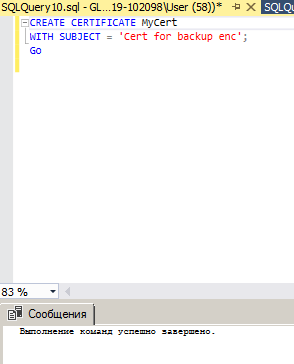 SQLQuery10.sql - GL...19-102098\User (58))*
SQLQ
CREATE CERTIFICATE MyCert
WITH SUBJECT = 'Cert for backup enc';
Go
83 %
Сообщения
Выполнение команд успешно завершено.